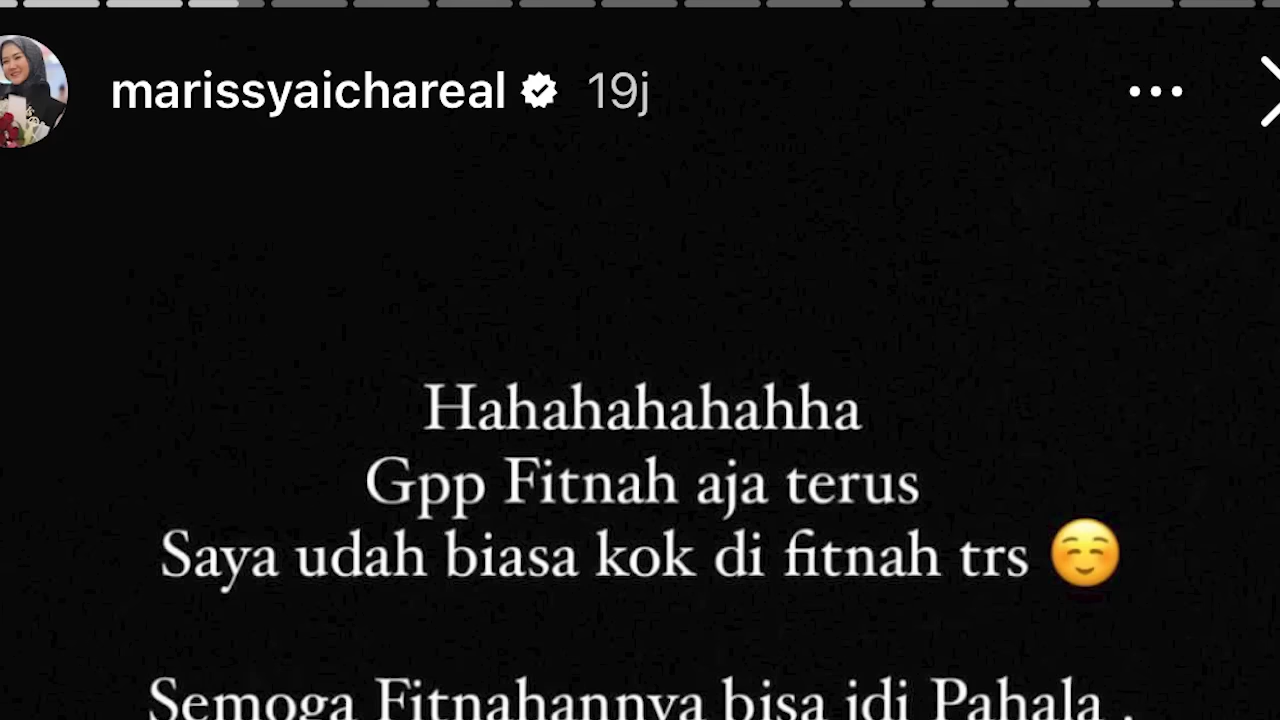 marissyaichareal 19j
Hahahahahahha
Gpp Fitnah aja terus
Saya udah biasa kok di fitnah trs ☺️
Semoga Fitnahannya bisa jdi Pahala .